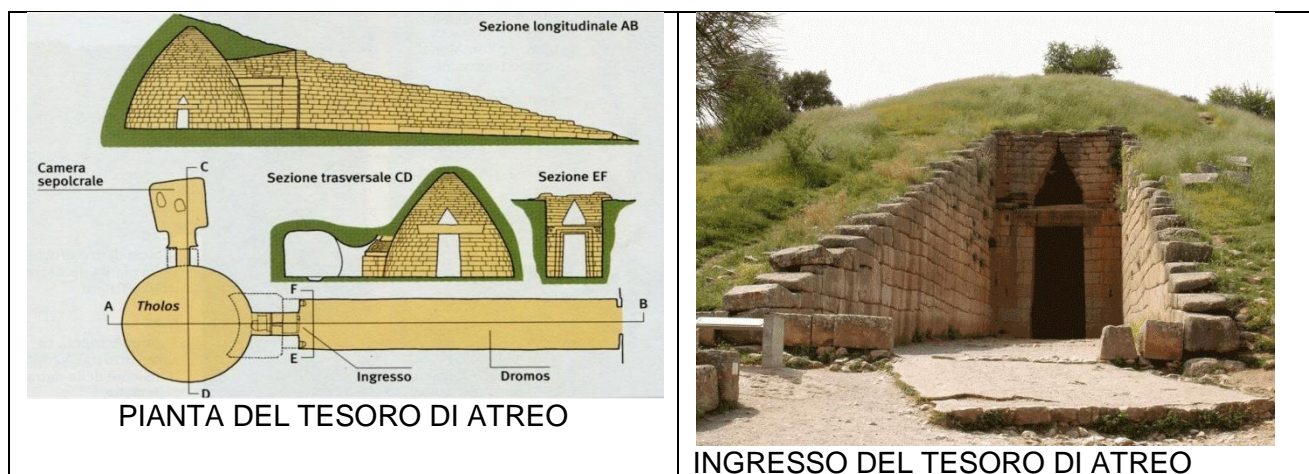 Sezione longitudinale AB
Camera
sepolcrale
C
Sezione trasversale CD
Sezione EF
A
Tholos
F
E
B
Ingresso
Dromos
D
PIANTA DEL TESORO DI ATREO
INGRESSO DEL TESORO DI ATREO